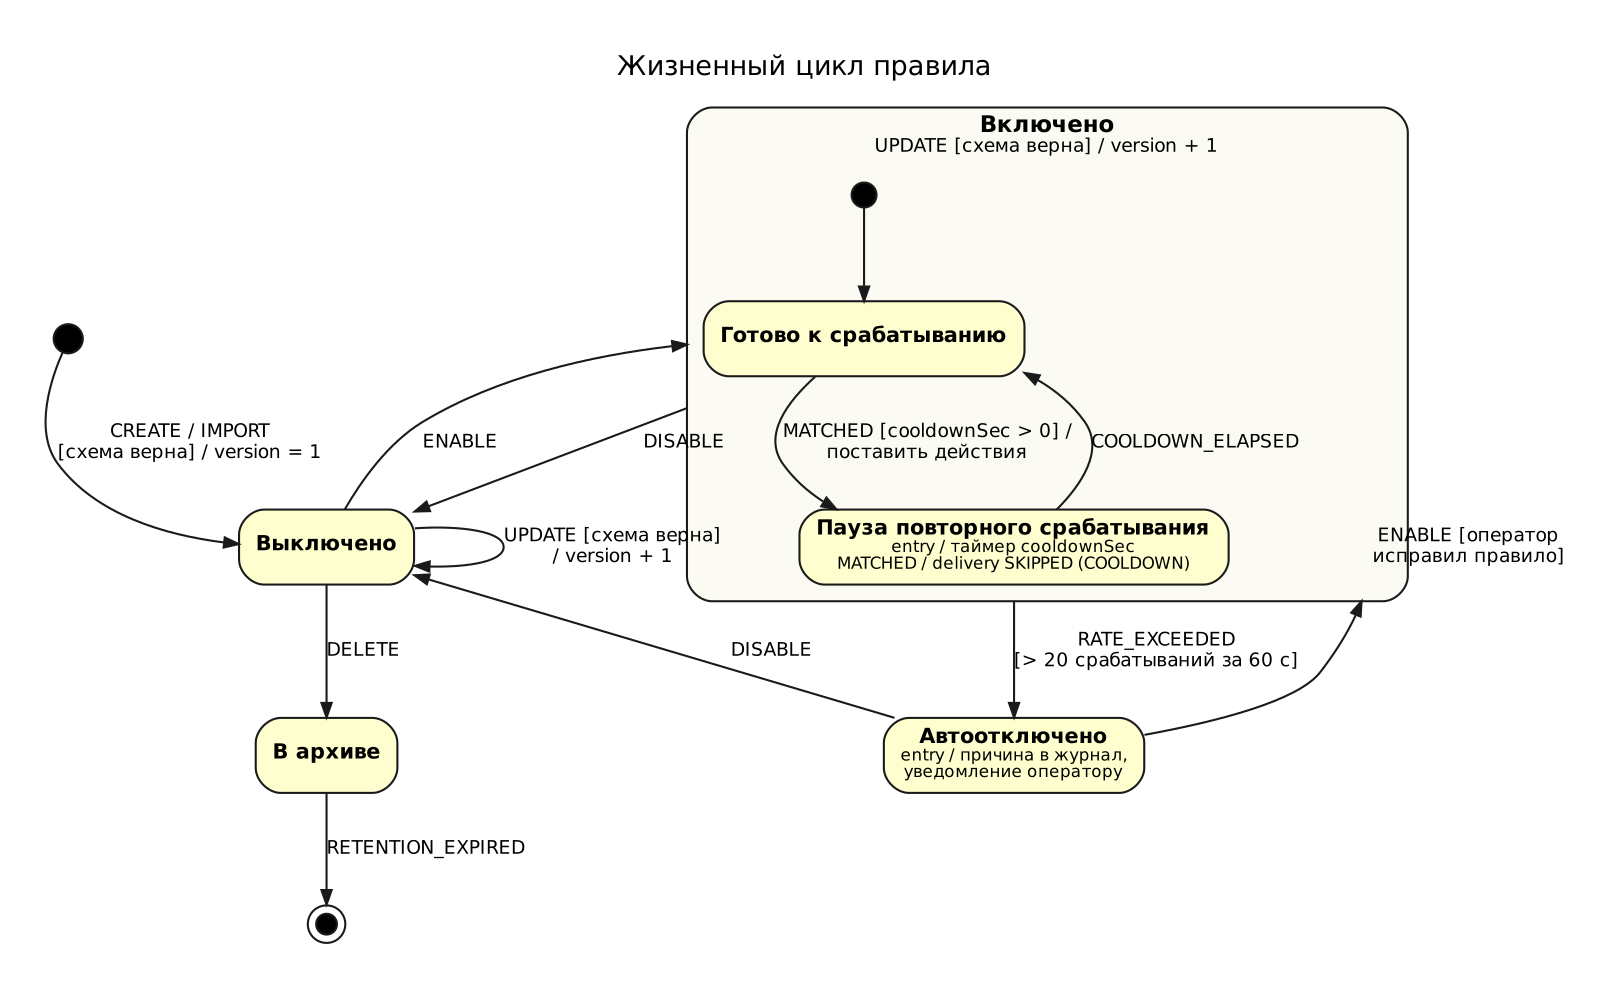 Жизненный цикл правила
Включено
UPDATE [схема верна] / version + 1
Готово к срабатыванию
CREATE / IMPORT
[схема верна] / version = 1
ENABLE
DISABLE
MATCHED [cooldownSec > 0] /
поставить действия
COOLDOWN_ELAPSED
Выключено
UPDATE [схема верна]
/ version + 1
Пауза повторного срабатывания
entry / таймер cooldownSec
MATCHED / delivery SKIPPED (COOLDOWN)
ENABLE [оператор
исправил правило]
DELETE
DISABLE
RATE_EXCEEDED
[> 20 срабатываний за 60 с]
В архиве
Автоотключено
entry / причина в журнал,
уведомление оператору
RETENTION_EXPIRED